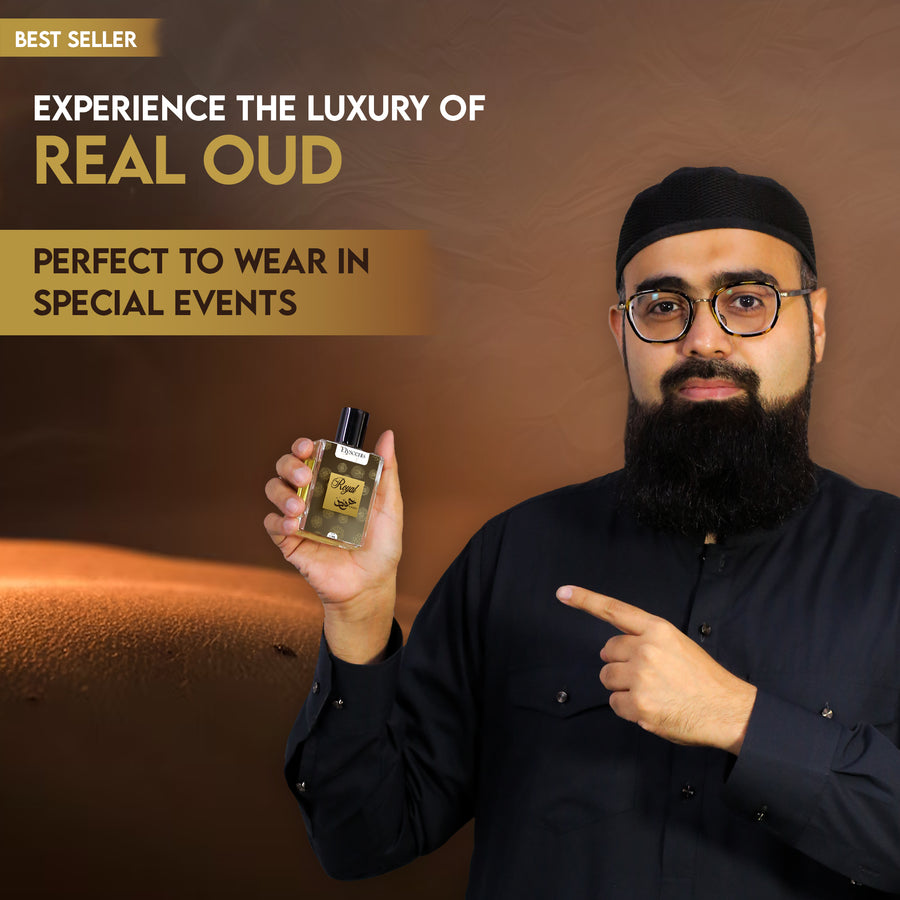 BEST SELLER
EXPERIENCE THE LUXURY OF
REAL OUD
PERFECT TO WEAR IN
SPECIAL EVENTS
Royal